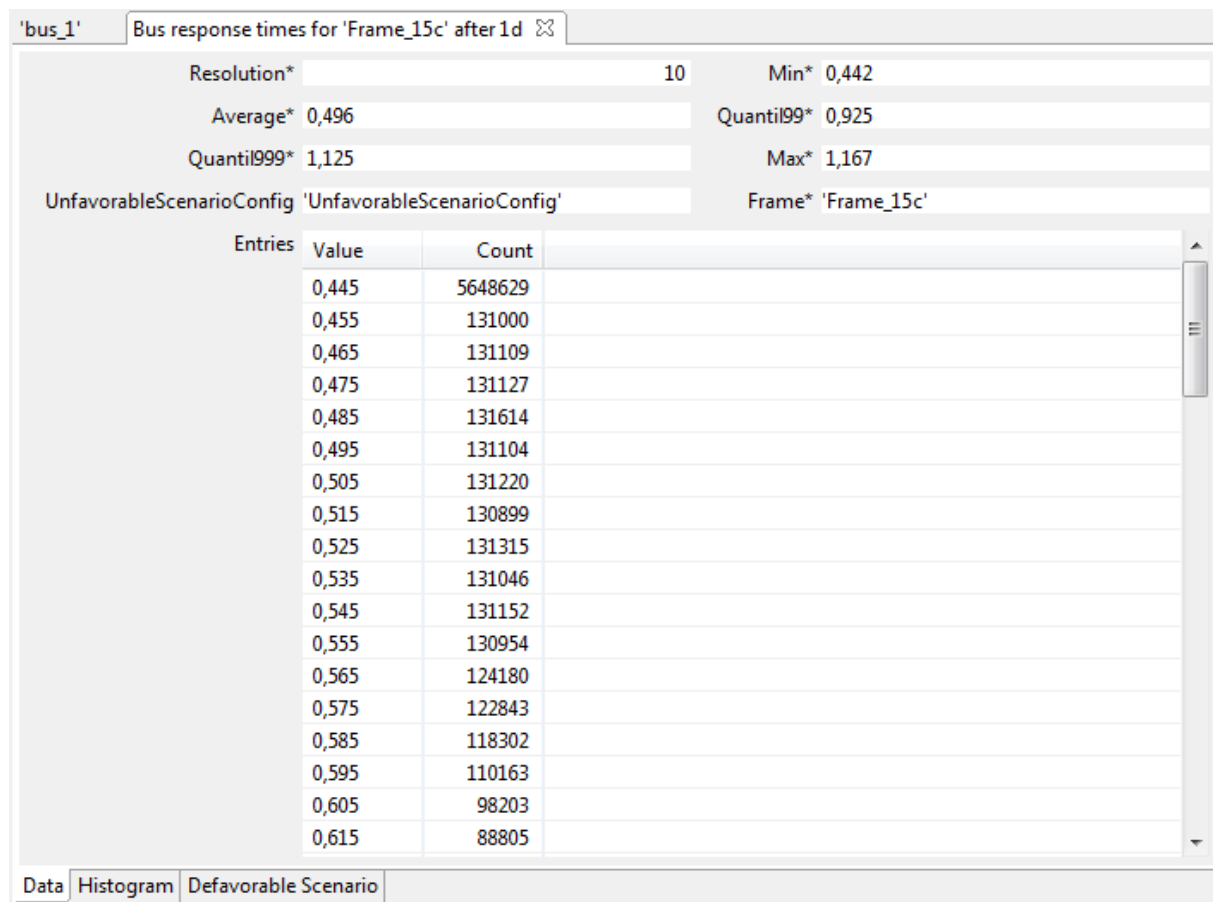 'bus_1' Bus response times for 'Frame_15c' after 1d
Resolution* 10 Min* 0,442
Average* 0,496 Quantil99* 0,925
Quantil999* 1,125 Max* 1,167
UnfavorableScenarioConfig 'UnfavorableScenarioConfig' Frame* 'Frame_15c'
Entries Value Count
0,445 5648629
0,455 131000
0,465 131109
0,475 131127
0,485 131614
0,495 131104
0,505 131220
0,515 130899
0,525 131315
0,535 131046
0,545 131152
0,555 130954
0,565 124180
0,575 122843
0,585 118302
0,595 110163
0,605 98203
0,615 88805
Data Histogram Defavorable Scenario